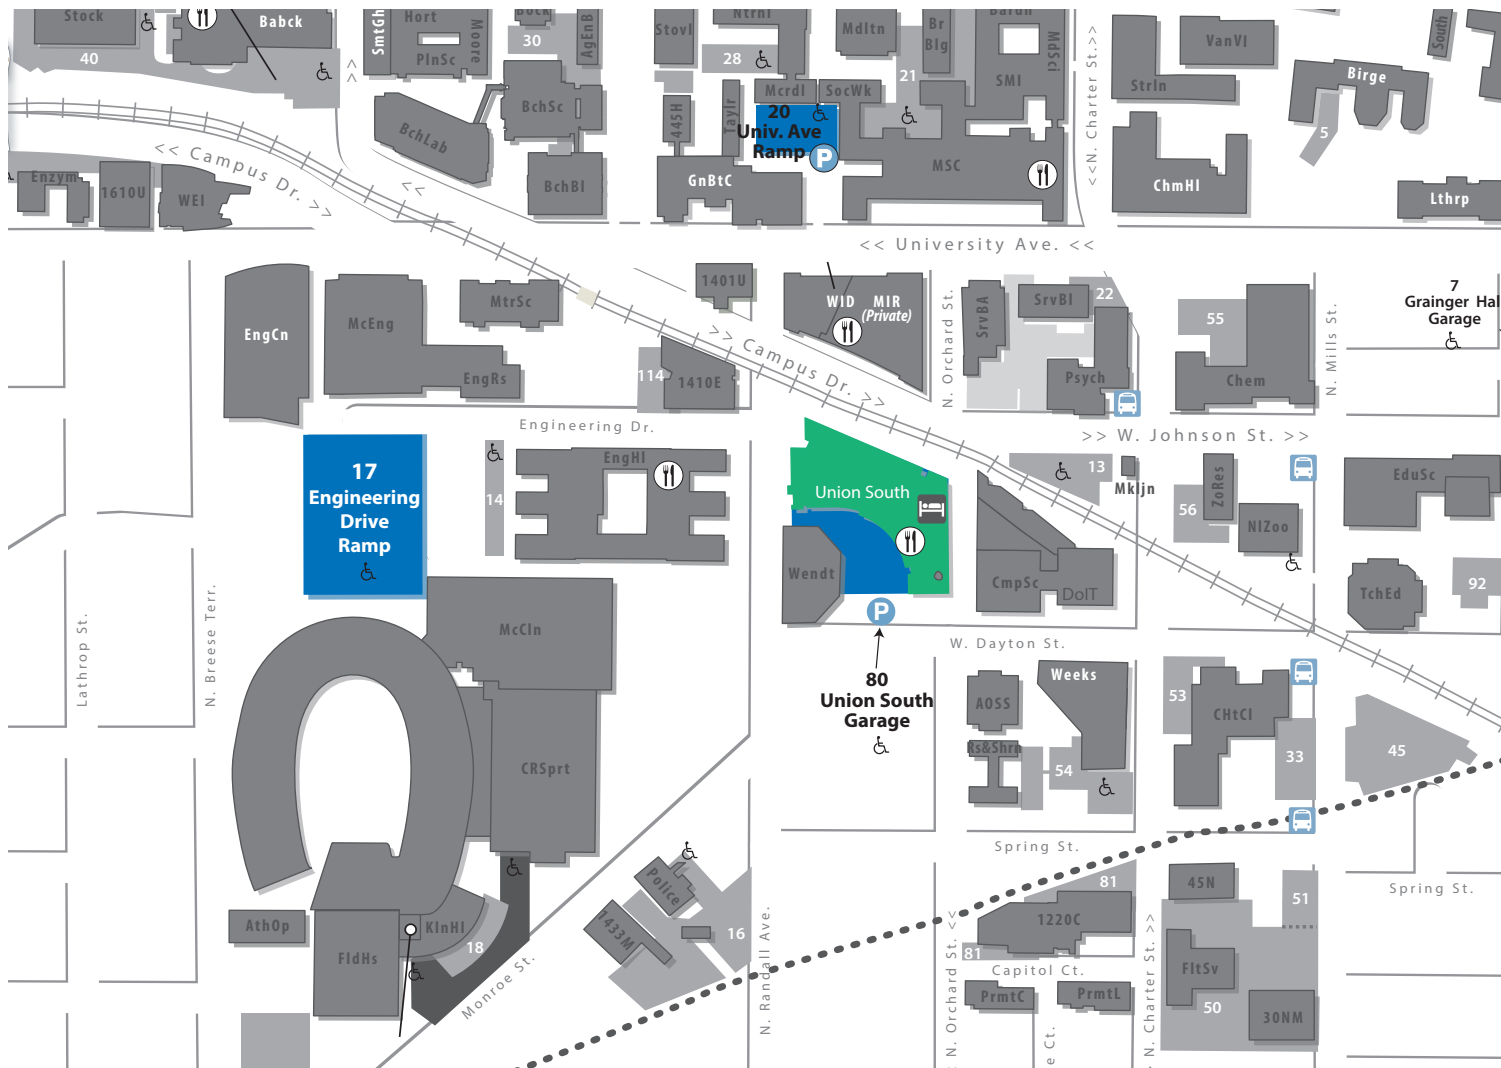 Stock
Babck
SmtGh
Hort
Moore
PlnSc
Bock
30
AgEnB
Stovl
Ntrnl
28
Mdltn
Br
Blg
Bardn
MdSci
SMI
<<N. Charter St.>>
VanVl
South
Birge
Strln
40
BchSc
BchLab
BchBl
445H
Taylr
Mcrdl
SocWk
21
20
Univ. Ave
Ramp
P
GnBtC
MSC
ChmHl
5
Lthrp
<< Campus Dr. >>
<<
<<
Enzym
1610U
WEI
<< University Ave. <<
EngCn
McEng
MtrSc
EngRs
1401U
114
1410E
WID
MIR
(Private)
>> Campus Dr. >>
N. Orchard St.
SrvBA
SrvBl
22
Psych
55
Chem
N. Mills St.
7
Grainger Hal
Garage
Engineering Dr.
>> W. Johnson St. >>
17
Engineering
Drive
Ramp
14
EngHl
Union South
Wendt
P
80
Union South
Garage
13
Mkljn
CmpSc
DoIT
56
ZoRes
NlZoo
EduSc
TchEd
92
W. Dayton St.
Lathrop St.
N. Breese Terr.
McCln
CRSprt
AOSS
Rs&Shrn
Weeks
54
53
CHtCl
33
45
Spring St.
Spring St.
AthOp
FldHs
KlnHl
18
Monroe St.
Police
1433M
16
N. Randall Ave.
N. Orchard St. <<
81
1220C
81
Capitol Ct.
PrmtC
PrmtL
e Ct.
N. Charter St. >>
45N
51
FltSv
50
30NM